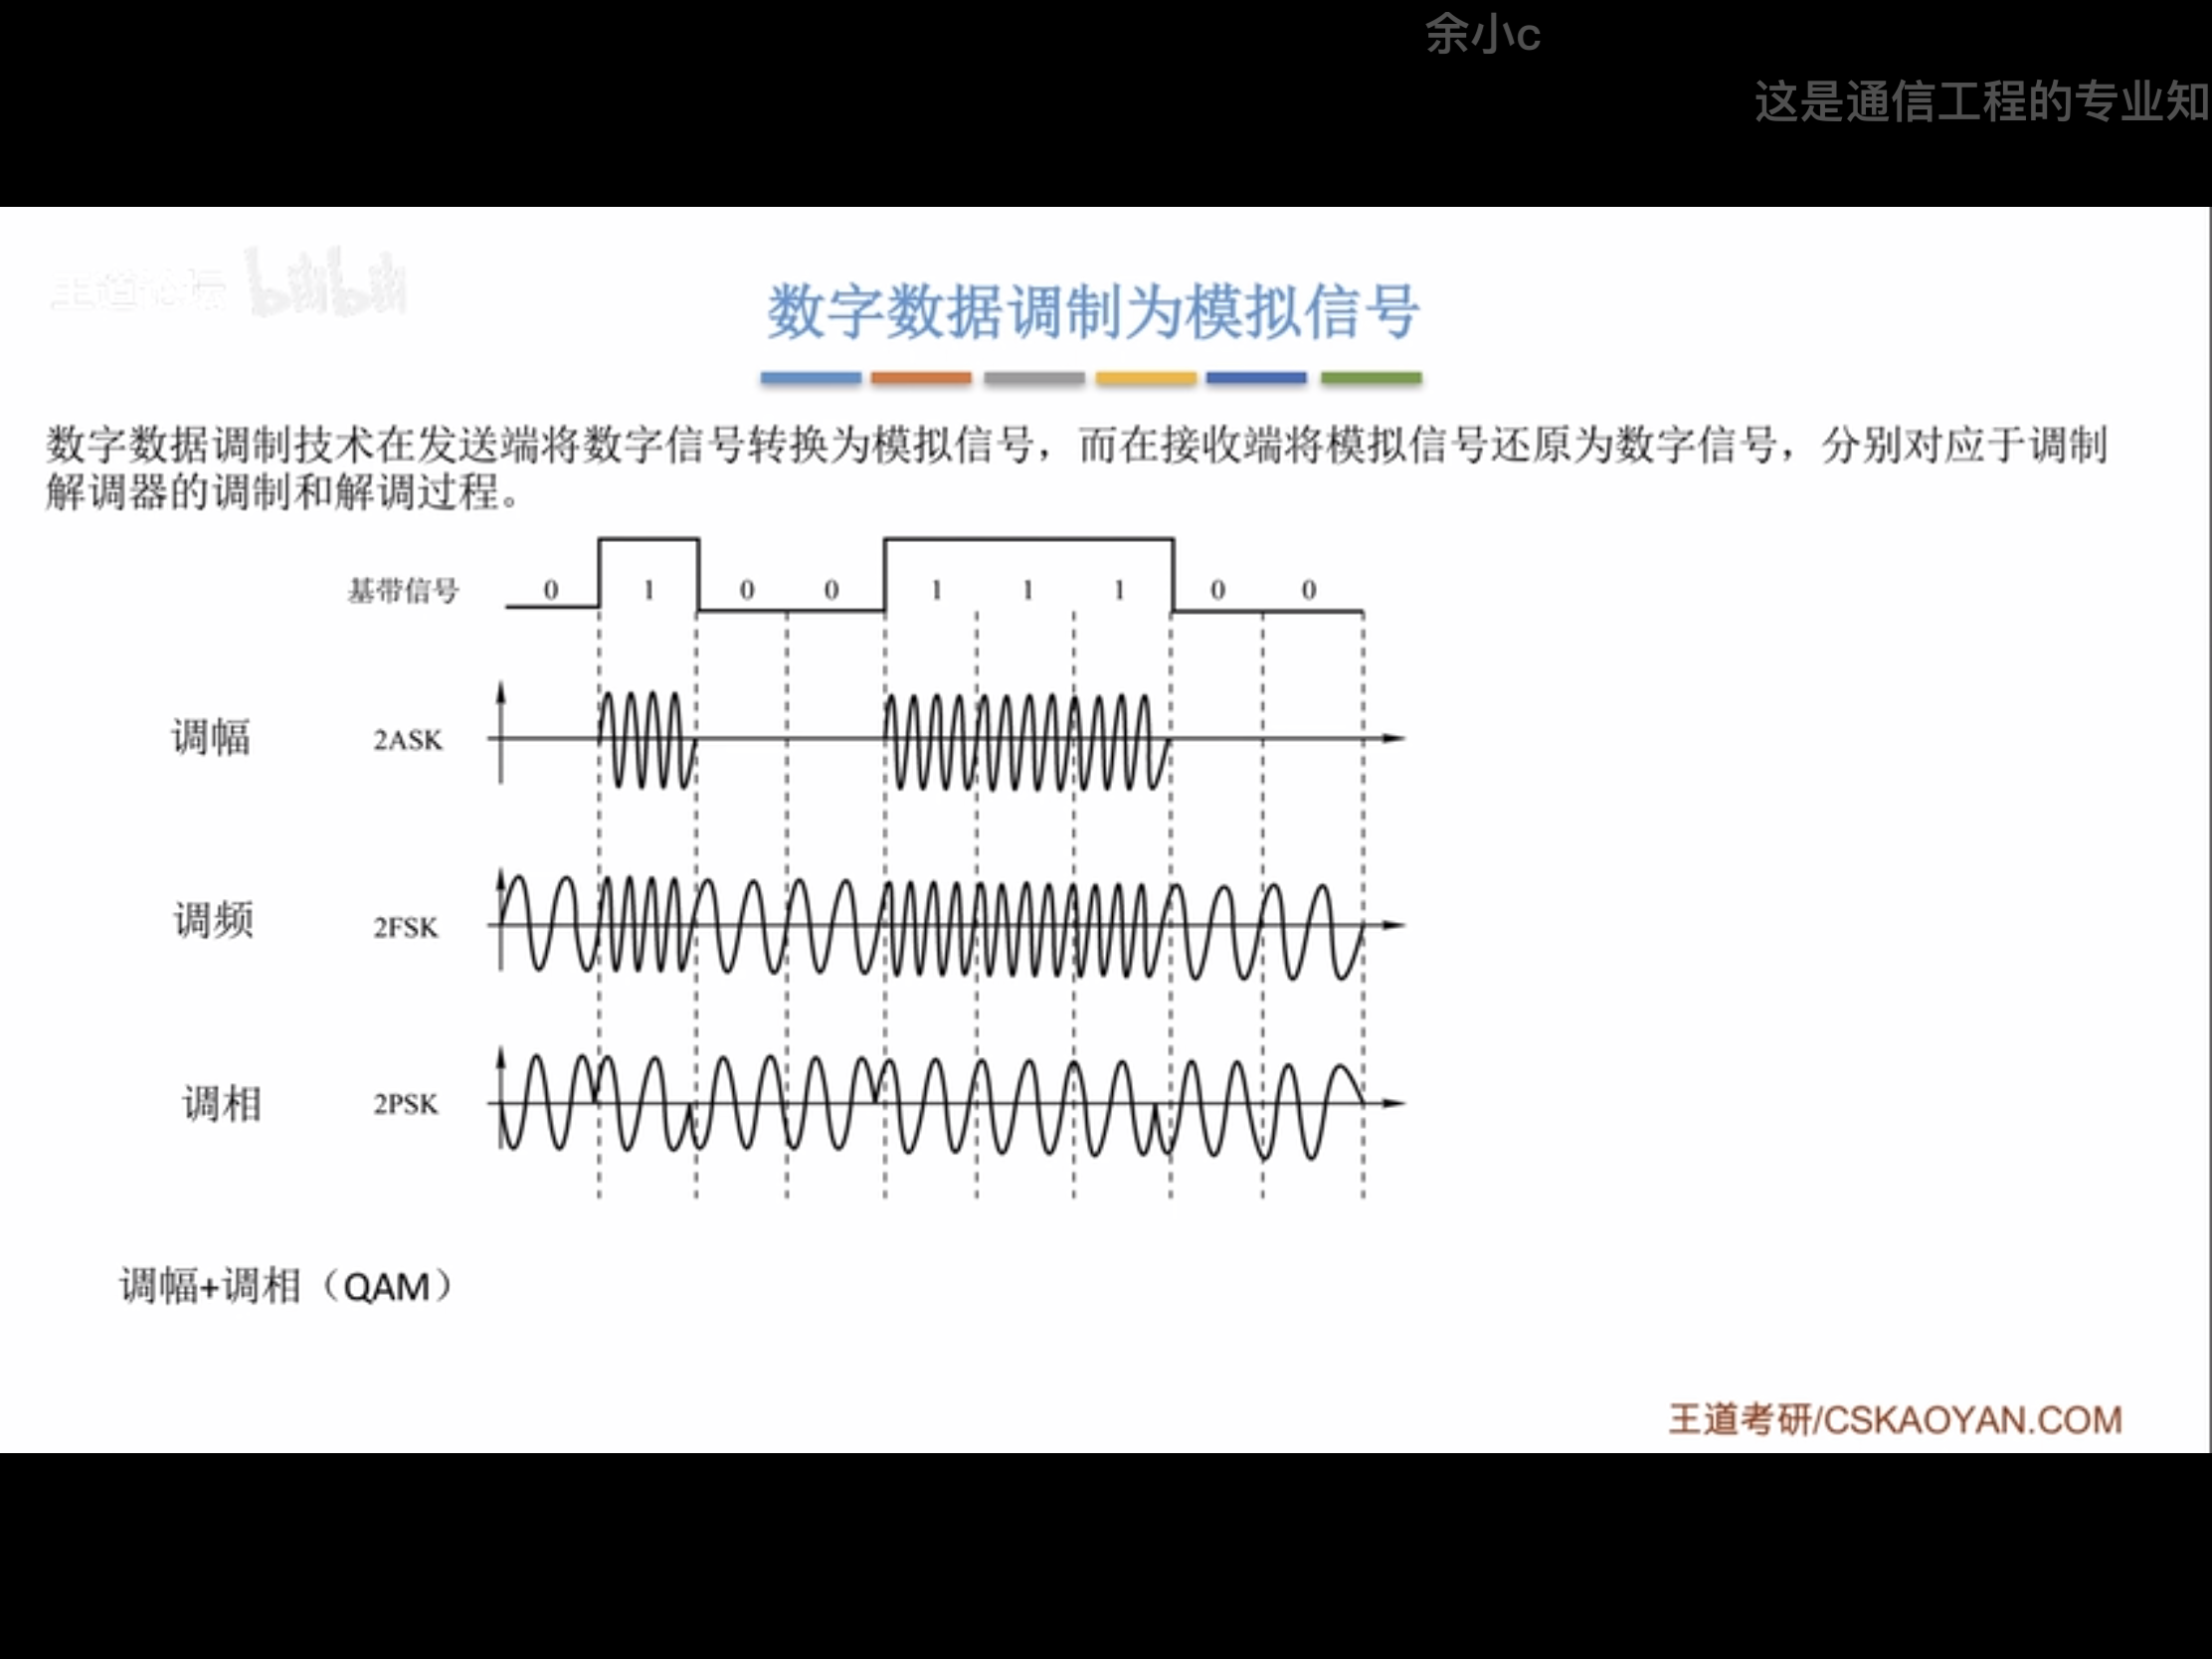 余小c
这是通信工程的专业知
王道论坛 bilibili
数字数据调制为模拟信号
数字数据调制技术在发送端将数字信号转换为模拟信号，而在接收端将模拟信号还原为数字信号，分别对应于调制
解调器的调制和解调过程。
基带信号 0 1 0 0 1 1 1 0 0
调幅 2ASK
调频 2FSK
调相 2PSK
调幅+调相（QAM）
王道考研/CSKAOYAN.COM